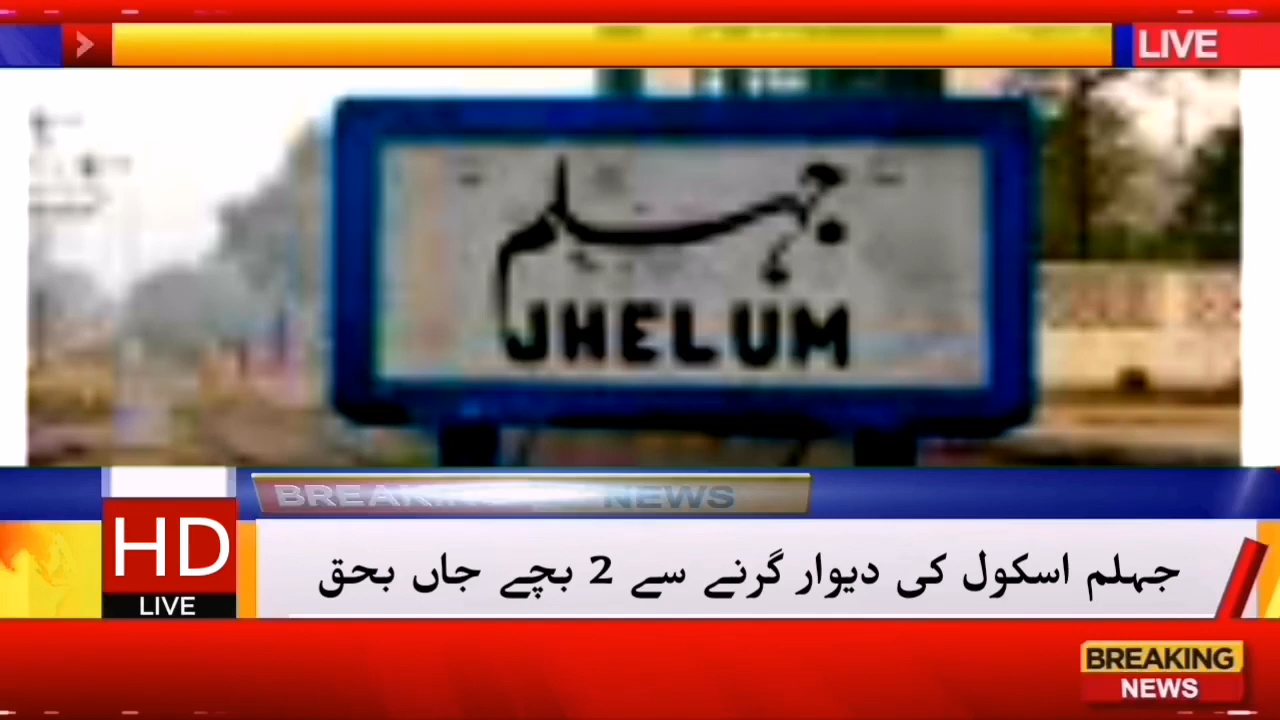 LIVE
جہلم
JHELUM
BREAKING NEWS
HD
LIVE
جہلم اسکول کی دیوار گرنے سے 2 بچے جاں بحق
BREAKING
NEWS